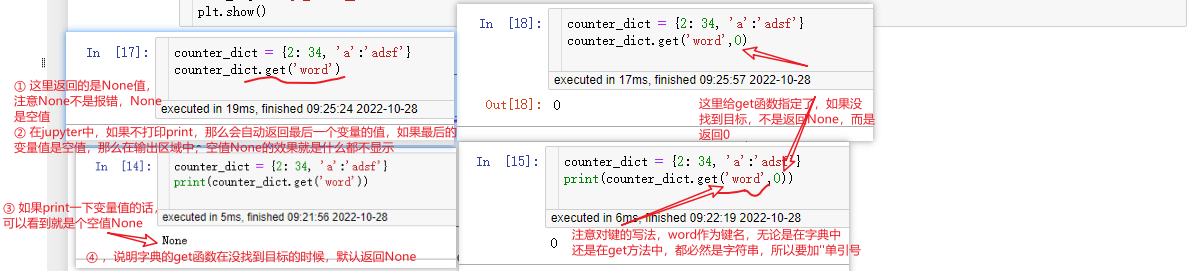 plt.show()
In [17]:
counter_dict = {2: 34, 'a':'adsf'}
counter_dict.get('word')
executed in 19ms, finished 09:25:24 2022-10-28
① 这里返回的是None值，
注意None不是报错，None
是空值
② 在jupyter中，如果不打印print，那么会自动返回最后一个变量的值，如果最后的
变量值是空值，那么在输出区域中，空值None的效果就是什么都不显示
In [18]:
counter_dict = {2: 34, 'a':'adsf'}
counter_dict.get('word',0)
executed in 17ms, finished 09:25:57 2022-10-28
Out[18]: 0
这里给get函数指定了，如果没
找到目标，不是返回None，而是
返回0
In [14]:
counter_dict = {2: 34, 'a':'adsf'}
print(counter_dict.get('word'))
executed in 5ms, finished 09:21:56 2022-10-28
None
③ 如果print一下变量值的话，
可以看到就是个空值None
④ ，说明字典的get函数在没找到目标的时候，默认返回None
In [15]:
counter_dict = {2: 34, 'a':'adsf'}
print(counter_dict.get('word',0))
executed in 6ms, finished 09:22:19 2022-10-28
0
注意对键的写法，word作为键名，无论是在字典中
还是在get方法中，都必然是字符串，所以要加''单引号